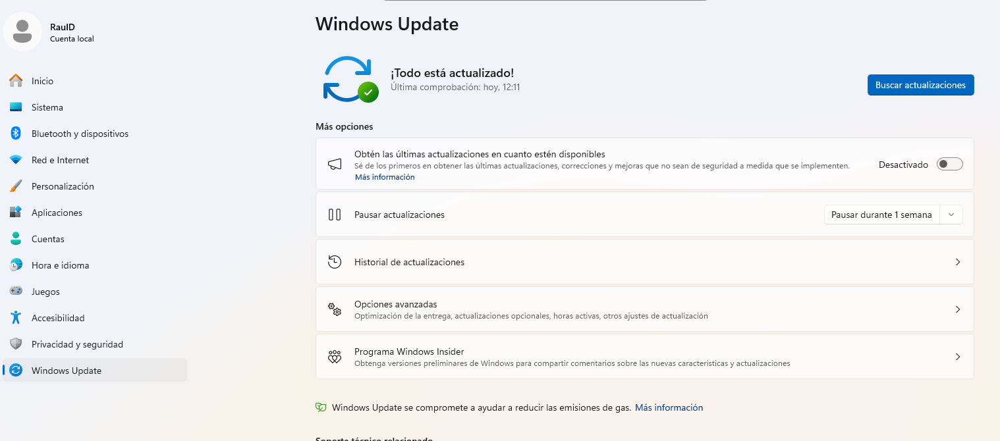 RaulD
Cuenta local
Inicio
Sistema
Bluetooth y dispositivos
Red e Internet
Personalización
Aplicaciones
Cuentas
Hora e idioma
Juegos
Accesibilidad
Privacidad y seguridad
Windows Update
Windows Update
¡Todo está actualizado!
Última comprobación: hoy, 12:11
Buscar actualizaciones
Más opciones
Obtén las últimas actualizaciones en cuanto estén disponibles
Sé de los primeros en obtener las últimas actualizaciones, correcciones y mejoras que no sean de seguridad a medida que se implementen.
Más información
Desactivado
Pausar actualizaciones
Pausar durante 1 semana
Historial de actualizaciones
Opciones avanzadas
Optimización de la entrega, actualizaciones opcionales, horas activas, otros ajustes de actualización
Programa Windows Insider
Obtenga versiones preliminares de Windows para compartir comentarios sobre las nuevas características y actualizaciones
Windows Update se compromete a ayudar a reducir las emisiones de gas. Más información
Soporte técnico relacionado